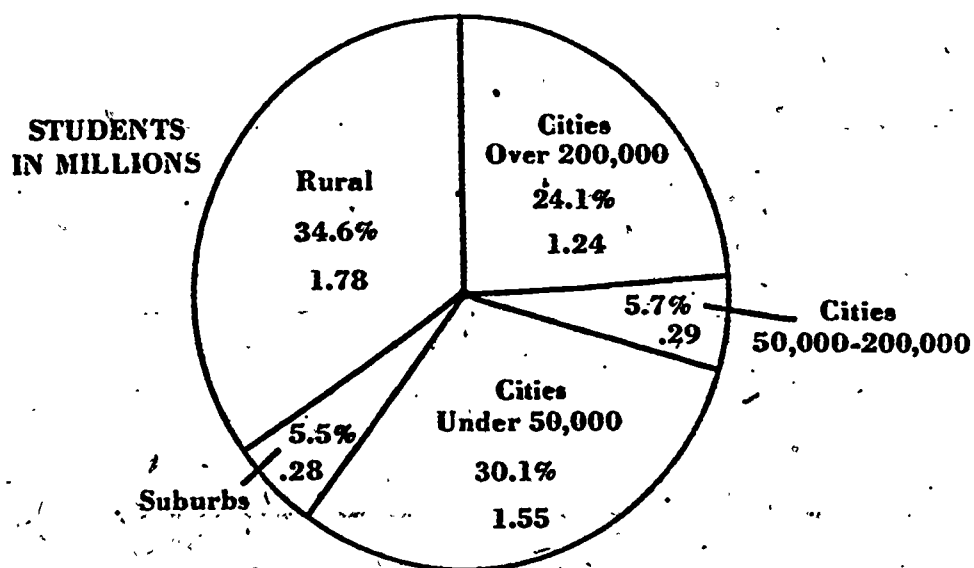 STUDENTS
IN MILLIONS
Rural
34.6%
1.78
Cities
Over 200,000
24.1%
1.24
5.7%
.29
Cities
50,000-200,000
Cities
Under 50,000
30.1%
1.55
5.5%
.28
Suburbs